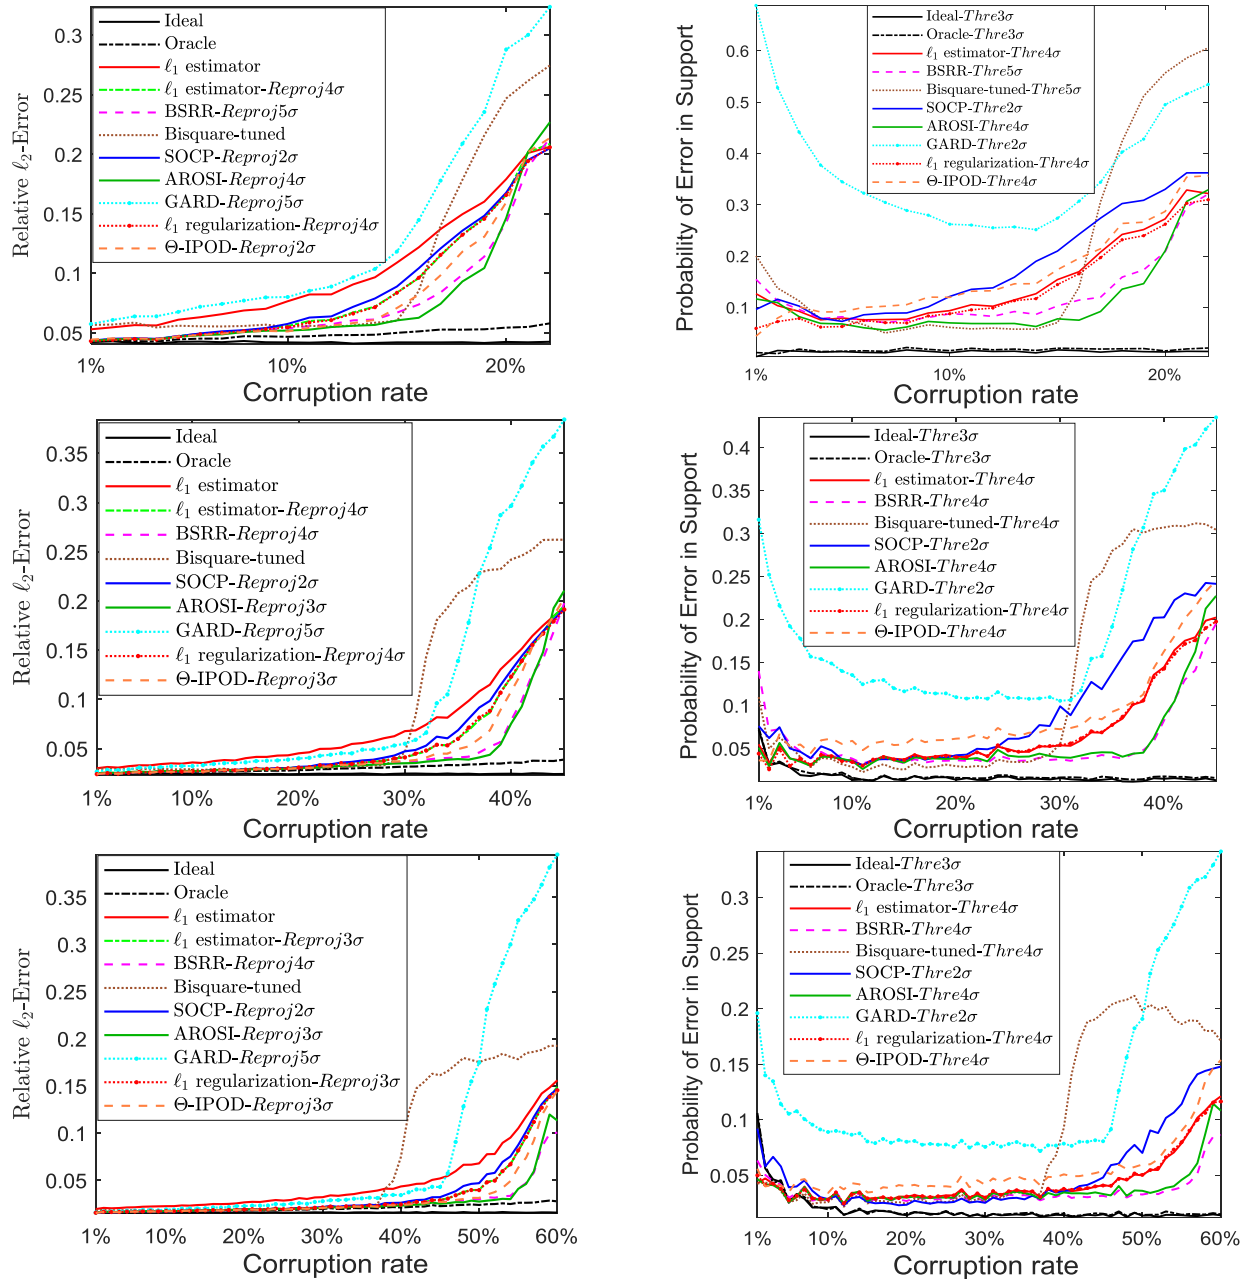 Ideal
Oracle
ℓ1 estimator
ℓ1 estimator-Reproj4σ
BSRR-Reproj5σ
Bisquare-tuned
SOCP-Reproj2σ
AROSI-Reproj4σ
GARD-Reproj5σ
ℓ1 regularization-Reproj4σ
Θ-IPOD-Reproj2σ
0.3
0.25
0.2
0.15
0.1
0.05
Relative ℓ2-Error
1% 10% 20%
Corruption rate
Ideal-Thre3σ
Oracle-Thre3σ
ℓ1 estimator-Thre4σ
BSRR-Thre5σ
Bisquare-tuned-Thre5σ
SOCP-Thre2σ
AROSI-Thre4σ
GARD-Thre2σ
ℓ1 regularization-Thre4σ
Θ-IPOD-Thre4σ
0.6
0.5
0.4
0.3
0.2
0.1
Probability of Error in Support
1% 10% 20%
Corruption rate
Ideal
Oracle
ℓ1 estimator
ℓ1 estimator-Reproj4σ
BSRR-Reproj4σ
Bisquare-tuned
SOCP-Reproj2σ
AROSI-Reproj3σ
GARD-Reproj5σ
ℓ1 regularization-Reproj4σ
Θ-IPOD-Reproj3σ
0.35
0.3
0.25
0.2
0.15
0.1
0.05
Relative ℓ2-Error
1% 10% 20% 30% 40%
Corruption rate
Ideal-Thre3σ
Oracle-Thre3σ
ℓ1 estimator-Thre4σ
BSRR-Thre4σ
Bisquare-tuned-Thre4σ
SOCP-Thre2σ
AROSI-Thre4σ
GARD-Thre2σ
ℓ1 regularization-Thre4σ
Θ-IPOD-Thre4σ
0.4
0.35
0.3
0.25
0.2
0.15
0.1
0.05
Probability of Error in Support
1% 10% 20% 30% 40%
Corruption rate
Ideal
Oracle
ℓ1 estimator
ℓ1 estimator-Reproj3σ
BSRR-Reproj4σ
Bisquare-tuned
SOCP-Reproj2σ
AROSI-Reproj3σ
GARD-Reproj5σ
ℓ1 regularization-Reproj3σ
Θ-IPOD-Reproj3σ
0.35
0.3
0.25
0.2
0.15
0.1
0.05
Relative ℓ2-Error
1% 10% 20% 30% 40% 50% 60%
Corruption rate
Ideal-Thre3σ
Oracle-Thre3σ
ℓ1 estimator-Thre4σ
BSRR-Thre4σ
Bisquare-tuned-Thre4σ
SOCP-Thre2σ
AROSI-Thre4σ
GARD-Thre2σ
ℓ1 regularization-Thre4σ
Θ-IPOD-Thre4σ
0.3
0.25
0.2
0.15
0.1
0.05
Probability of Error in Support
1% 10% 20% 30% 40% 50% 60%
Corruption rate